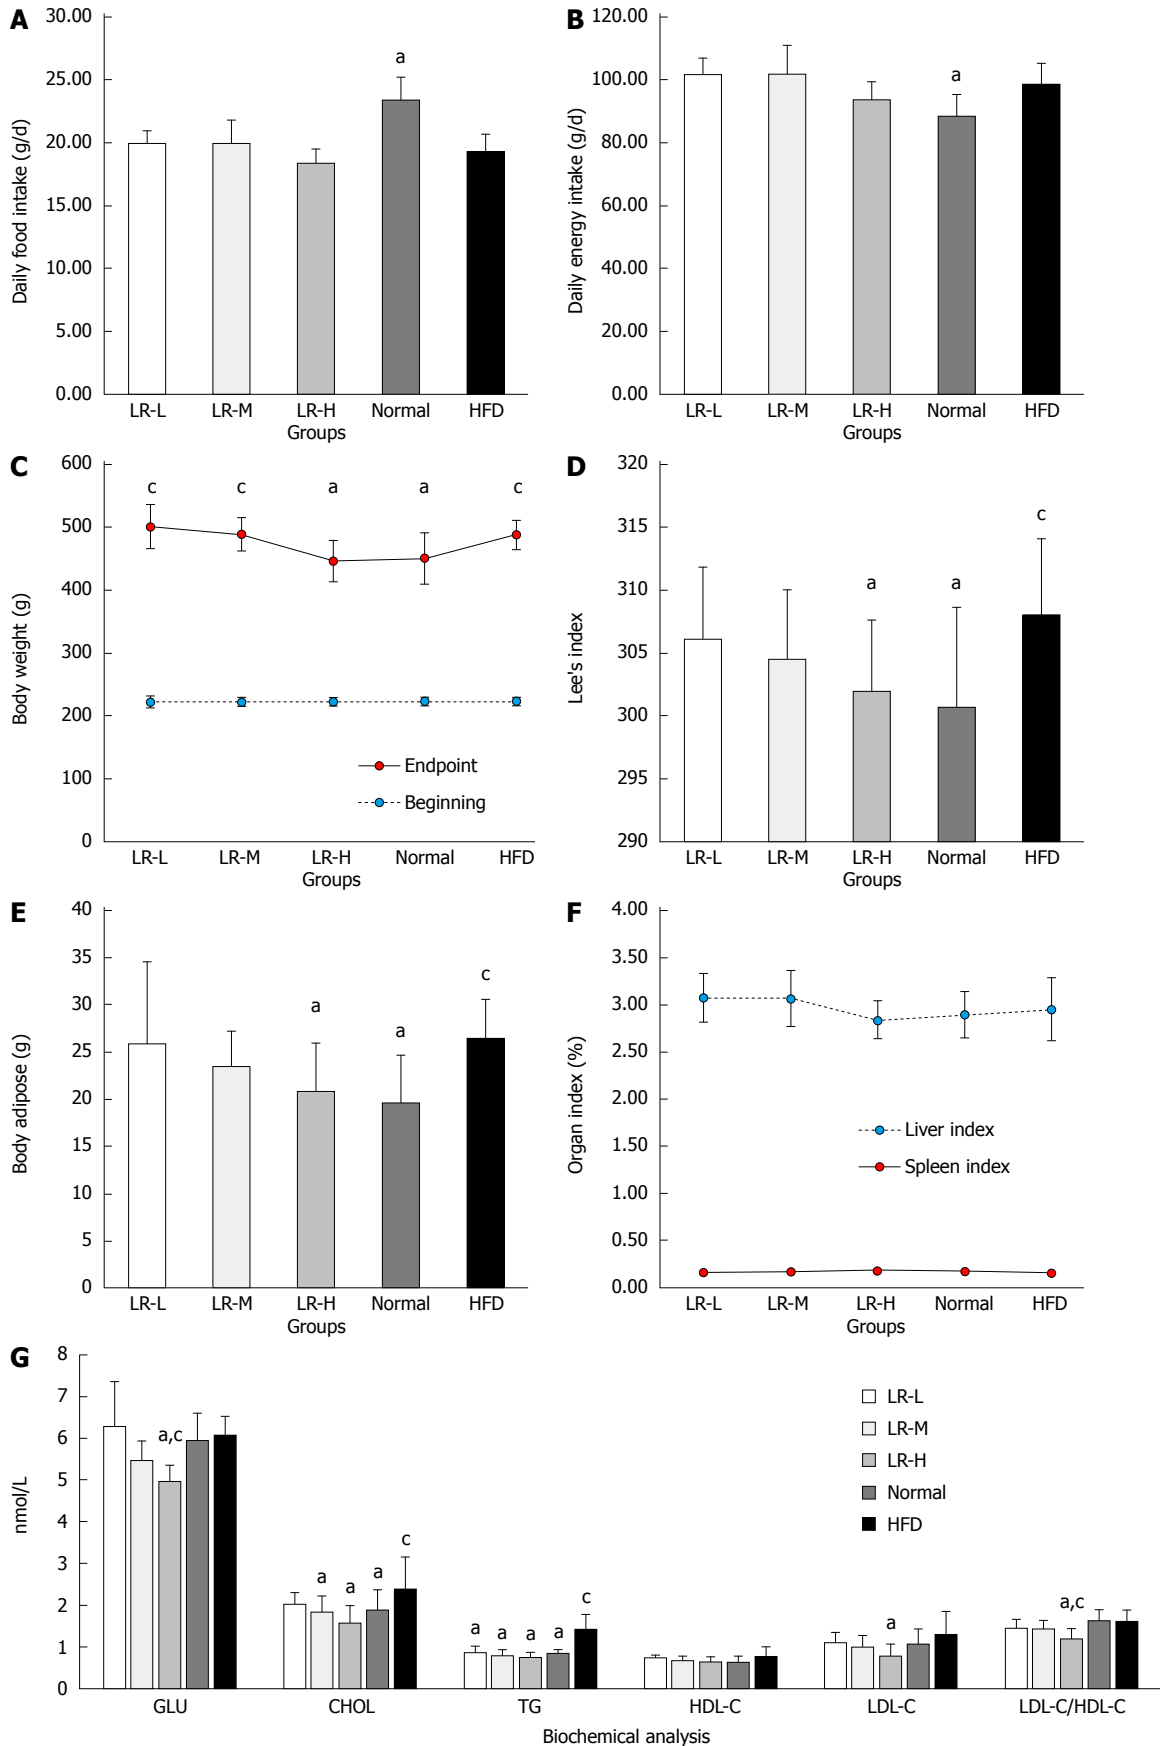 A
30.00
25.00
20.00
15.00
10.00
5.00
0.00
Daily food intake (g/d)
a
LR-L LR-M LR-H Normal HFD
Groups
B
120.00
100.00
80.00
60.00
40.00
20.00
0.00
Daily energy intake (g/d)
a
LR-L LR-M LR-H Normal HFD
Groups
C
600
500
400
300
200
100
0
Body weight (g)
c c a a c
Endpoint
Beginning
LR-L LR-M LR-H Normal HFD
Groups
D
320
315
310
305
300
295
290
Lee's index
a a c
LR-L LR-M LR-H Normal HFD
Groups
E
40
35
30
25
20
15
10
5
0
Body adipose (g)
a a c
LR-L LR-M LR-H Normal HFD
Groups
F
4.00
3.50
3.00
2.50
2.00
1.50
1.00
0.50
0.00
Organ index (%)
Liver index
Spleen index
LR-L LR-M LR-H Normal HFD
Groups
G
8
7
6
5
4
3
2
1
0
nmol/L
a,c
a a a c
a a a a c
a
a,c
LR-L
LR-M
LR-H
Normal
HFD
GLU CHOL TG HDL-C LDL-C LDL-C/HDL-C
Biochemical analysis